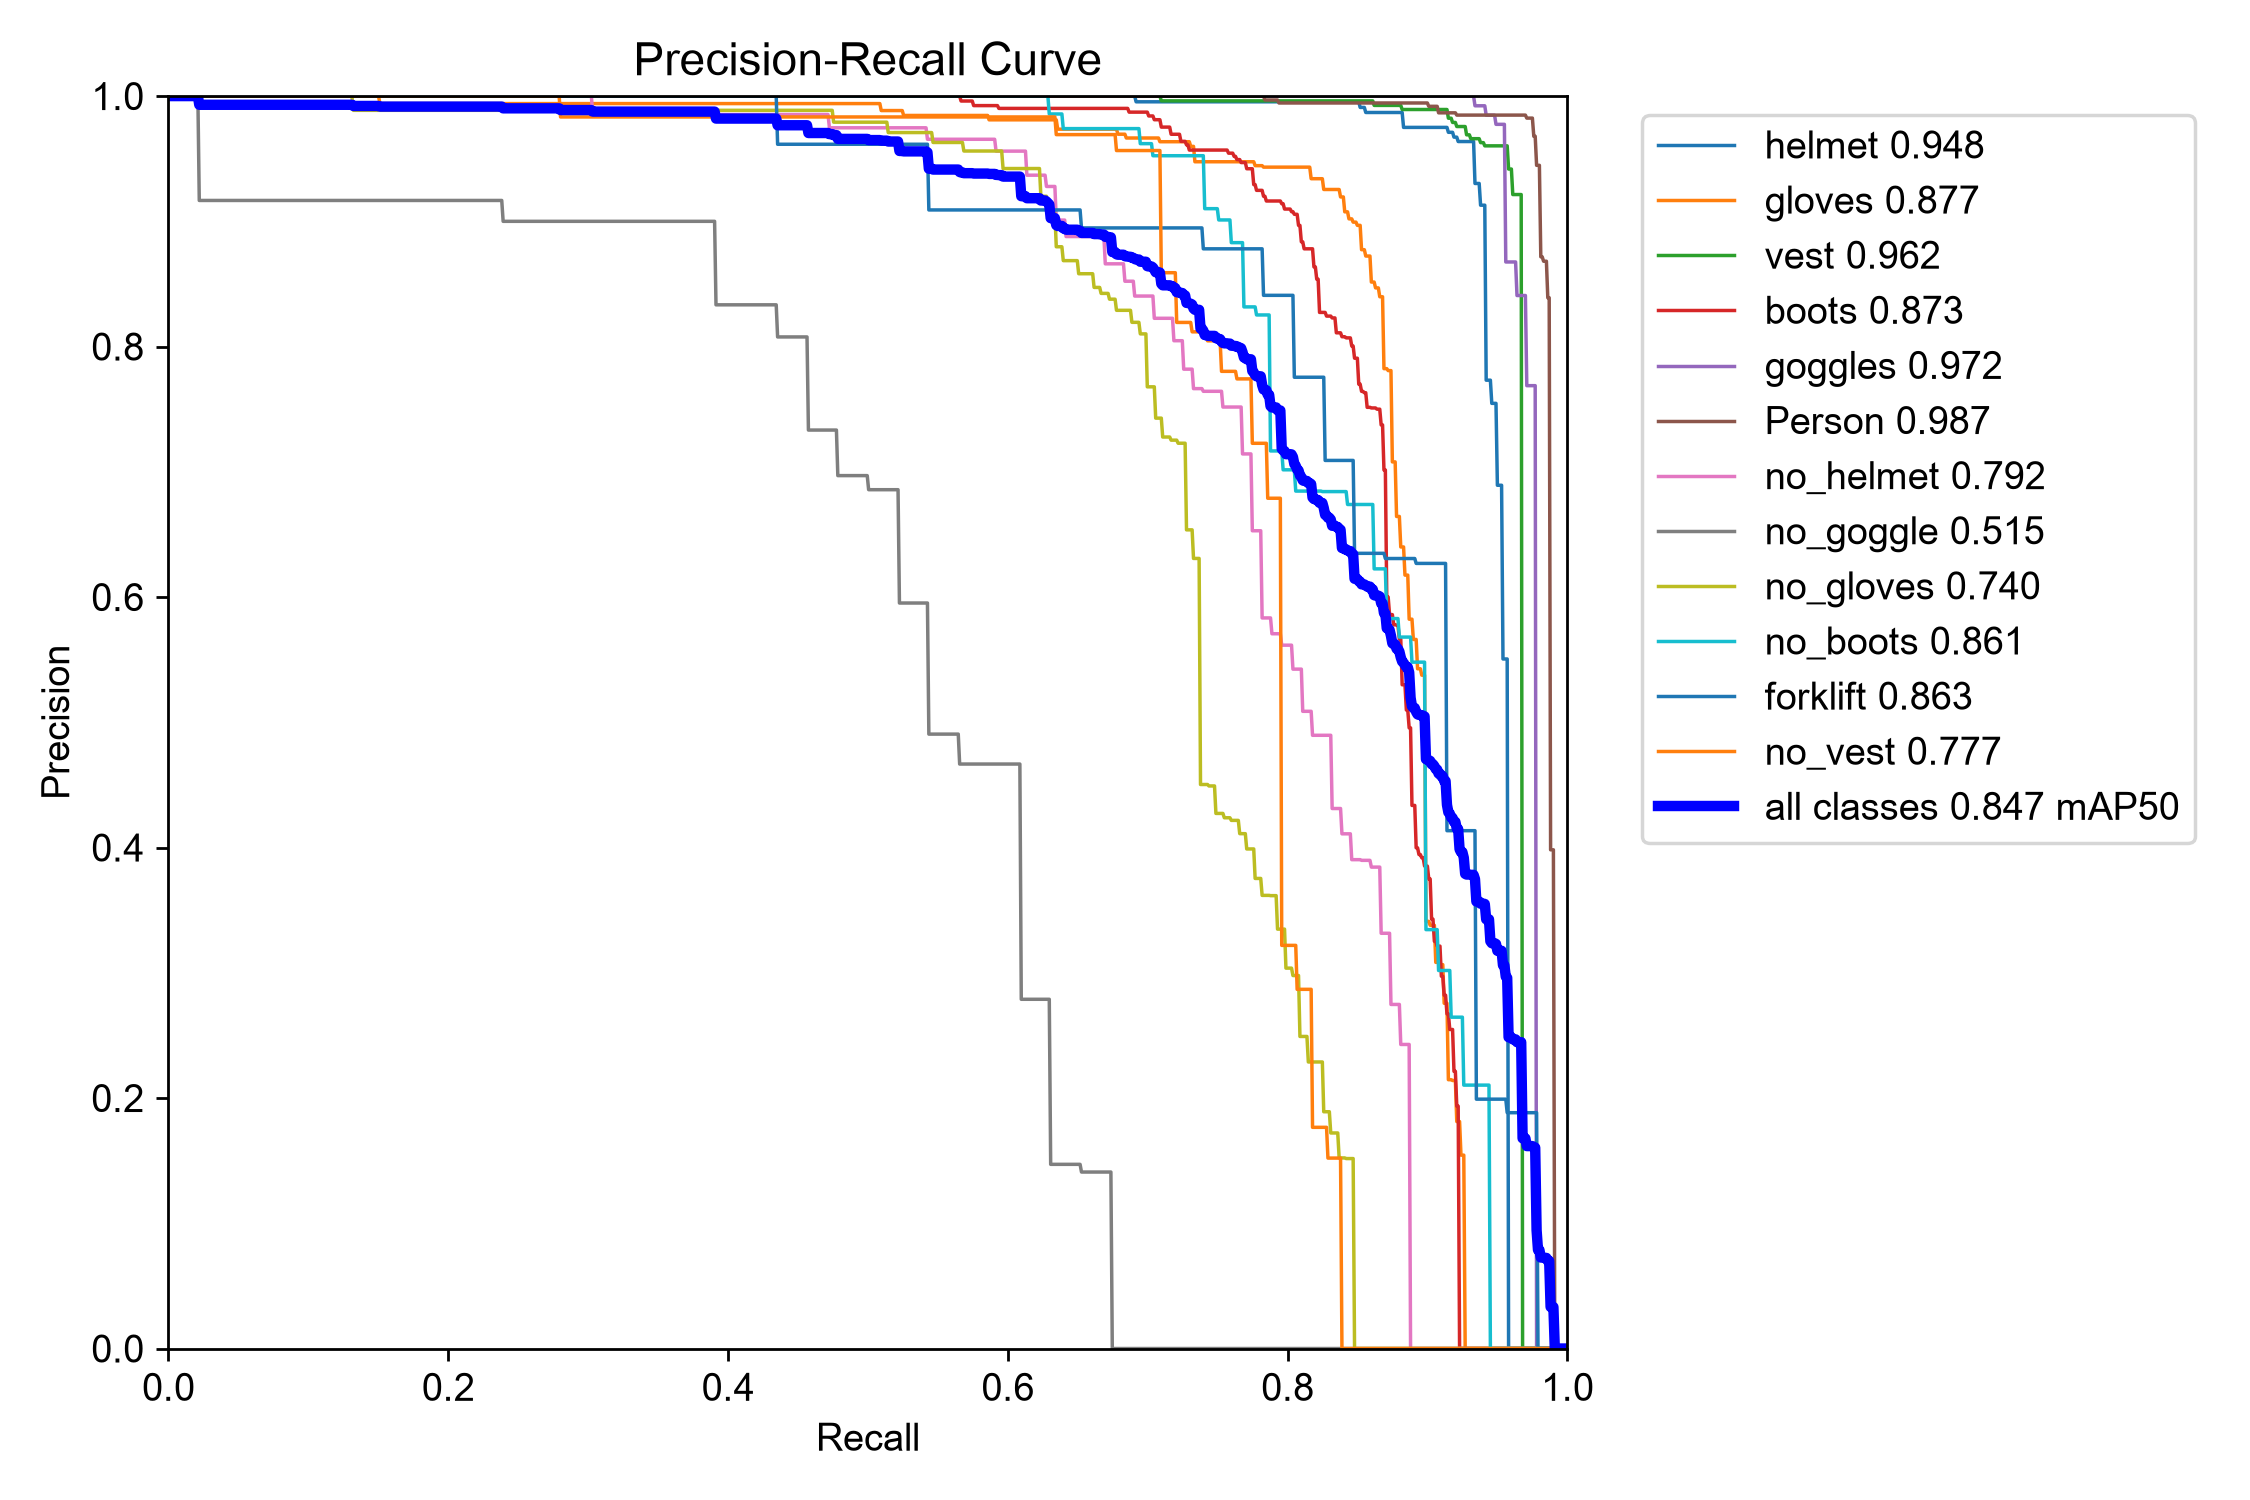 Precision-Recall Curve
1.0
0.8
0.6
0.4
0.2
0.0
Precision
0.0 0.2 0.4 0.6 0.8 1.0
Recall
helmet 0.948
gloves 0.877
vest 0.962
boots 0.873
goggles 0.972
Person 0.987
no_helmet 0.792
no_goggle 0.515
no_gloves 0.740
no_boots 0.861
forklift 0.863
no_vest 0.777
all classes 0.847 mAP50